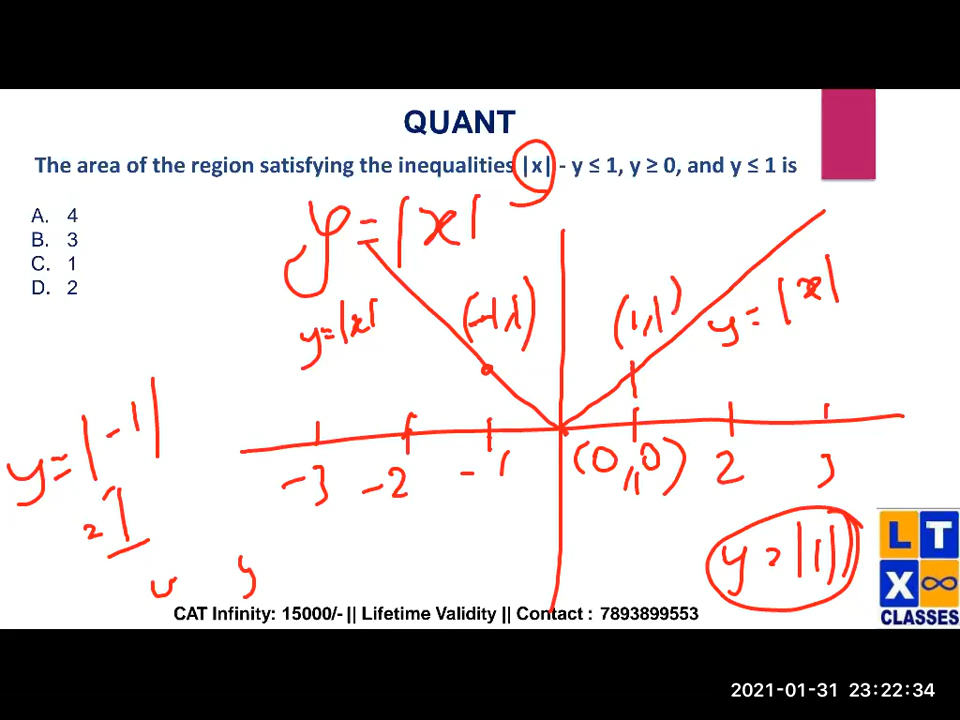 QUANT
The area of the region satisfying the inequalities |x| - y ≤ 1, y ≥ 0, and y ≤ 1 is
A. 4
B. 3
C. 1
D. 2
y = |x|
y=|x|
(-1,1)
(1,1)
y = |x|
y = |-1|
-3 -2 -1 (0,0) 2 3
y = |1|
L T
X ∞
CLASSES
CAT Infinity: 15000/- || Lifetime Validity || Contact : 7893899553
2021-01-31 23:22:34